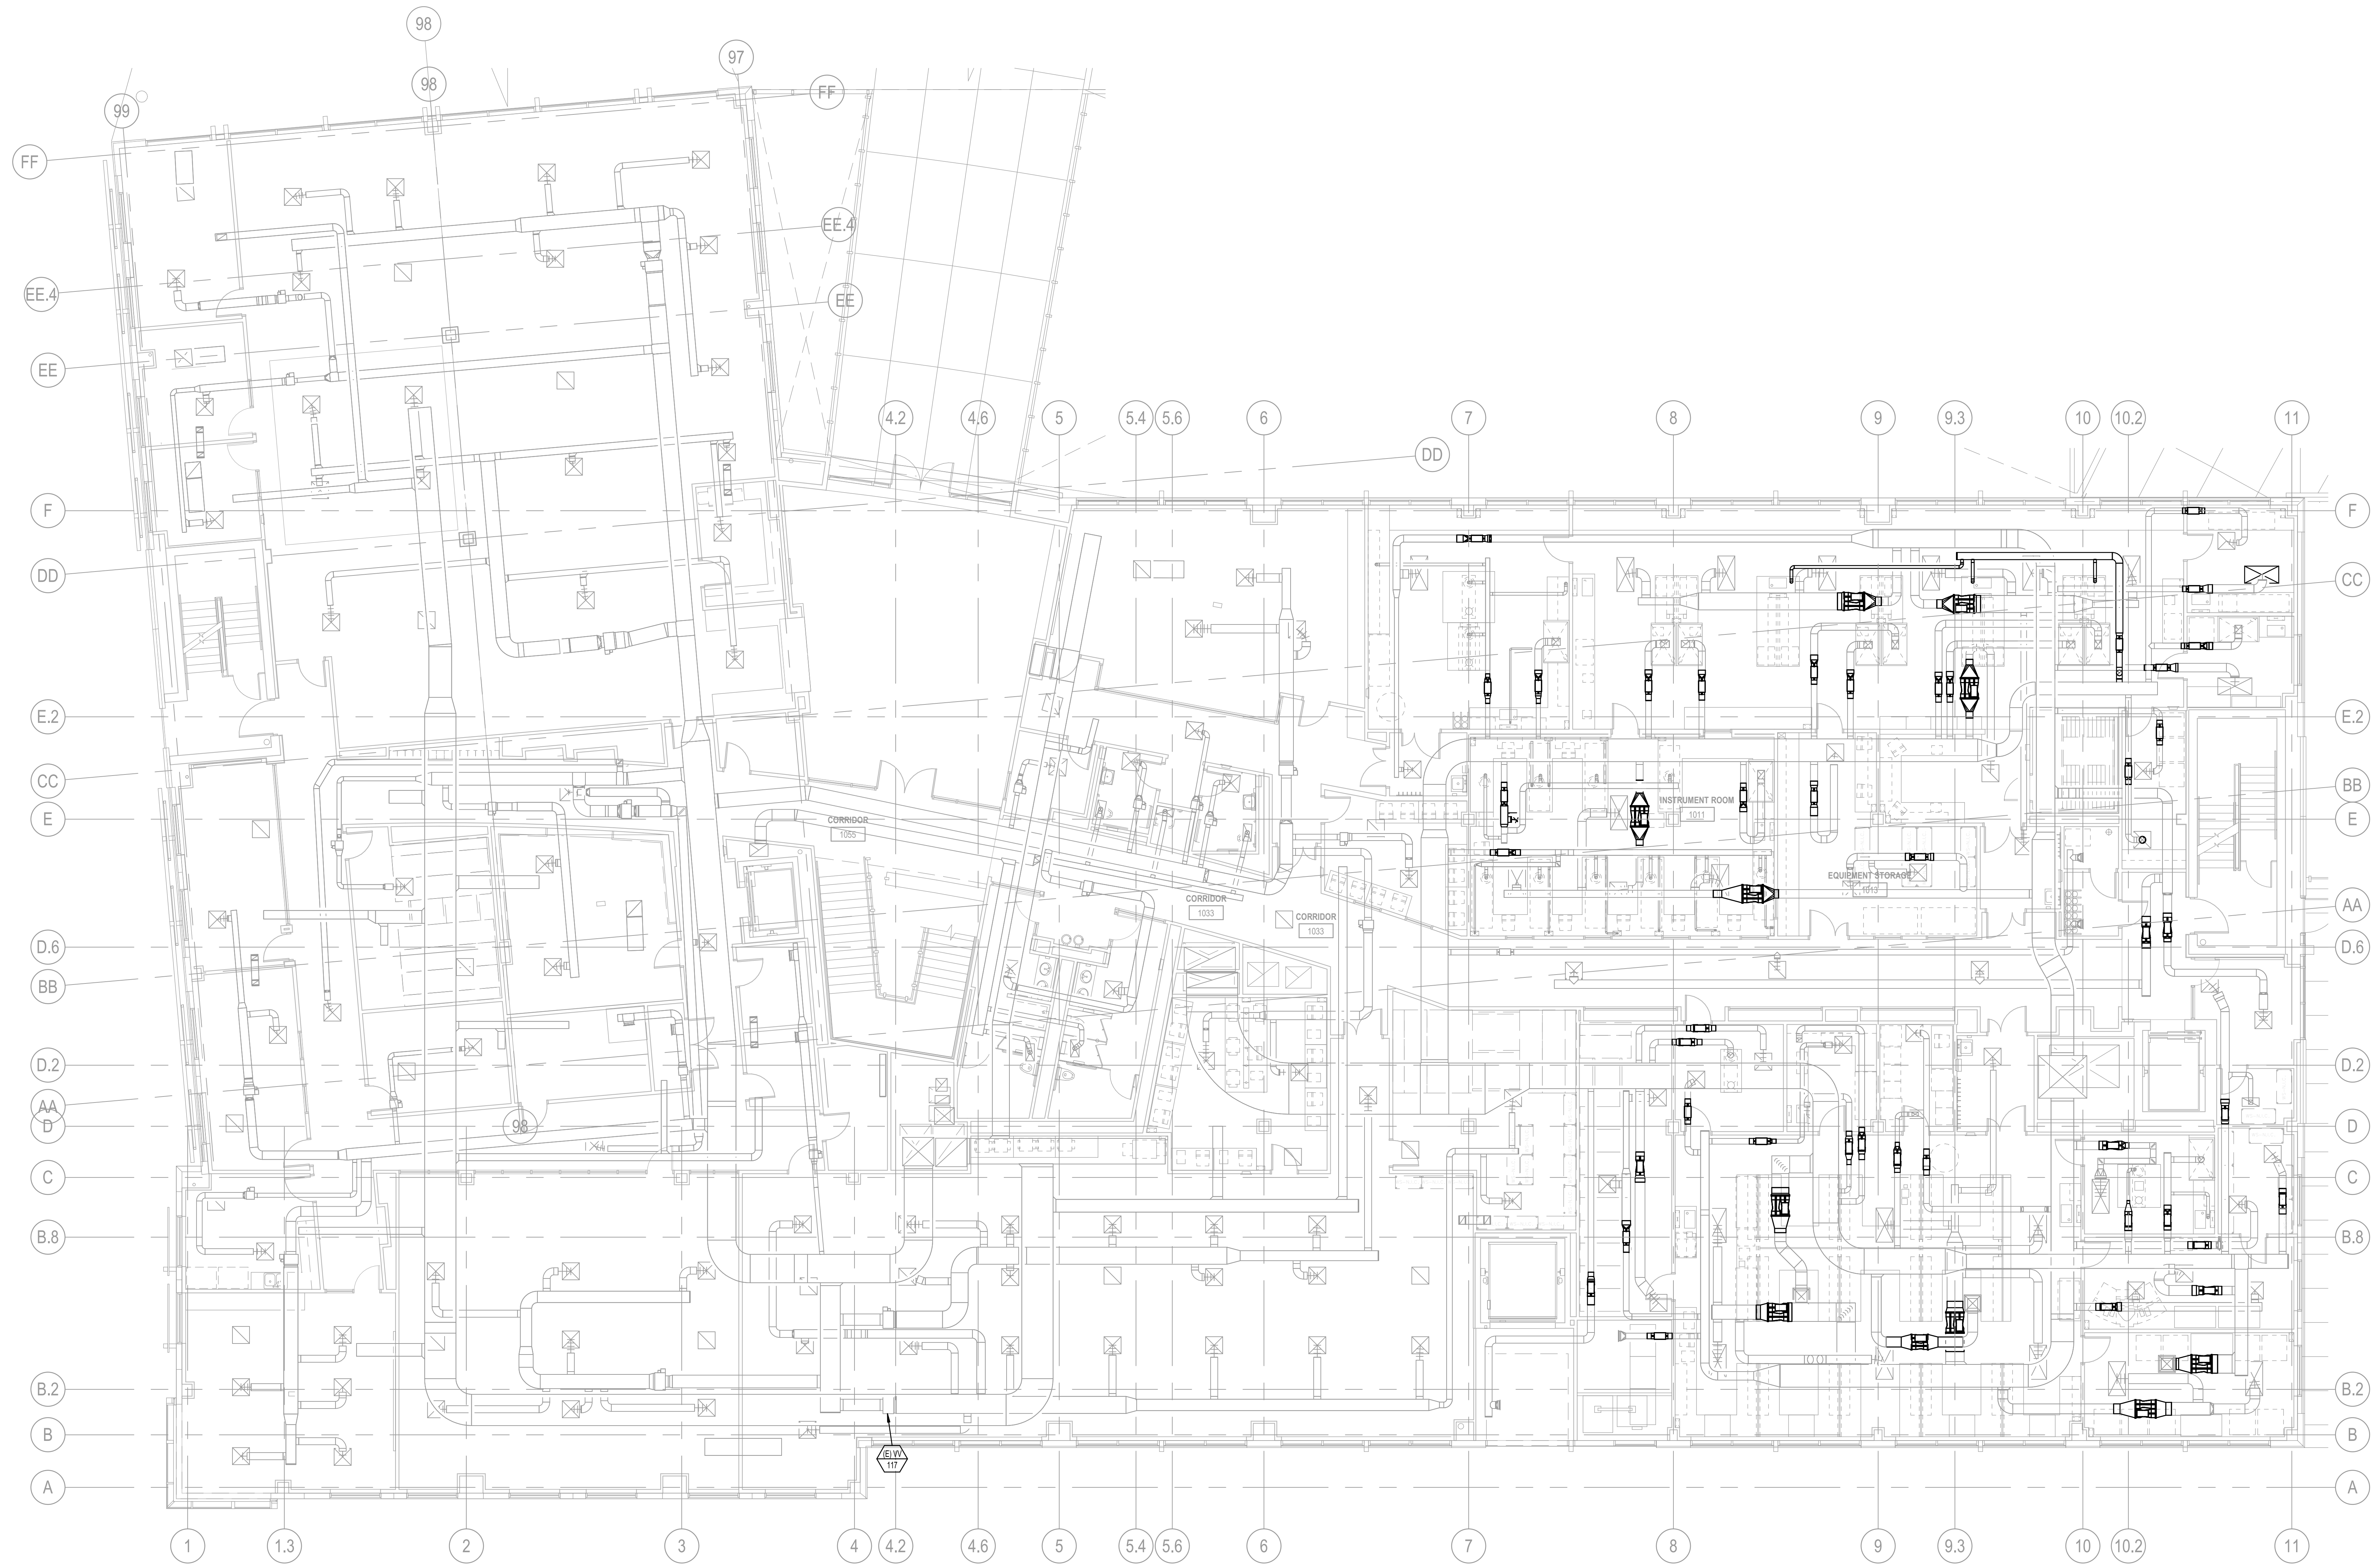 98
97
98
FF
99
FF
EE.4
EE.4
EE
EE
4.2
4.6
5
5.4
5.6
6
7
8
9
9.3
10
10.2
11
DD
F
F
DD
CC
E.2
E.2
CC
BB
E
E
INSTRUMENT ROOM
1011
CORRIDOR
1055
EQUIPMENT STORAGE
1013
CORRIDOR
1033
CORRIDOR
1033
AA
D.6
D.6
BB
D.2
D.2
AA
D
98
D
C
C
B.8
B.8
B.2
B.2
B
B
(E) VV
117
A
A
1
1.3
2
3
4
4.2
4.6
5
5.4
5.6
6
7
8
9
9.3
10
10.2
11